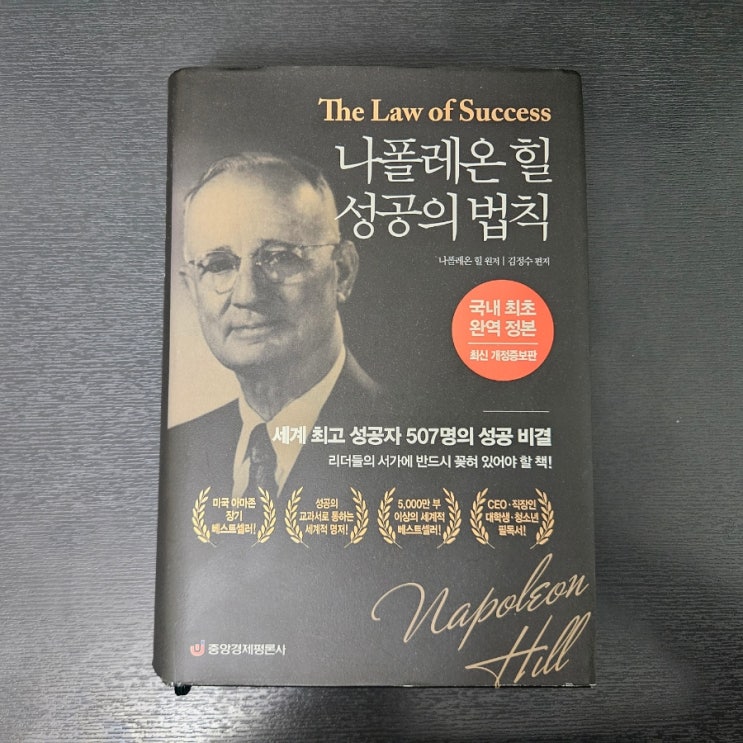 The Law of Success
나폴레온 힐
성공의 법칙
나폴레온 힐 원저 | 김정수 편저
국내 최초
완역 정본
최신 개정증보판
세계 최고 성공자 507명의 성공 비결
리더들의 서가에 반드시 꽂혀 있어야 할 책!
미국 아마존
장기
베스트셀러!
성공의
교과서로 통하는
세계적 명저!
5,000만 부
이상의 세계적
베스트셀러!
CEO·직장인
대학생·청소년
필독서!
Napoleon
Hill
중앙경제평론사